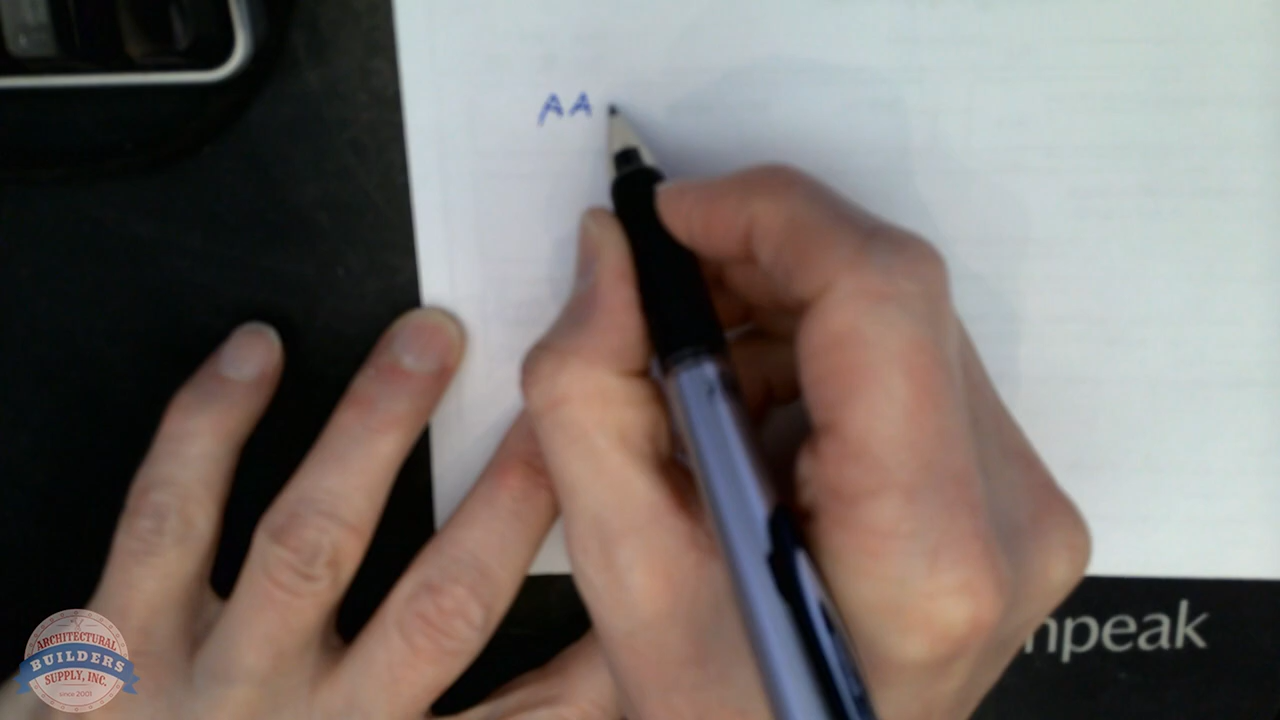 AA
npeak
ARCHITECTURAL
BUILDERS
SUPPLY, INC.
since 2001